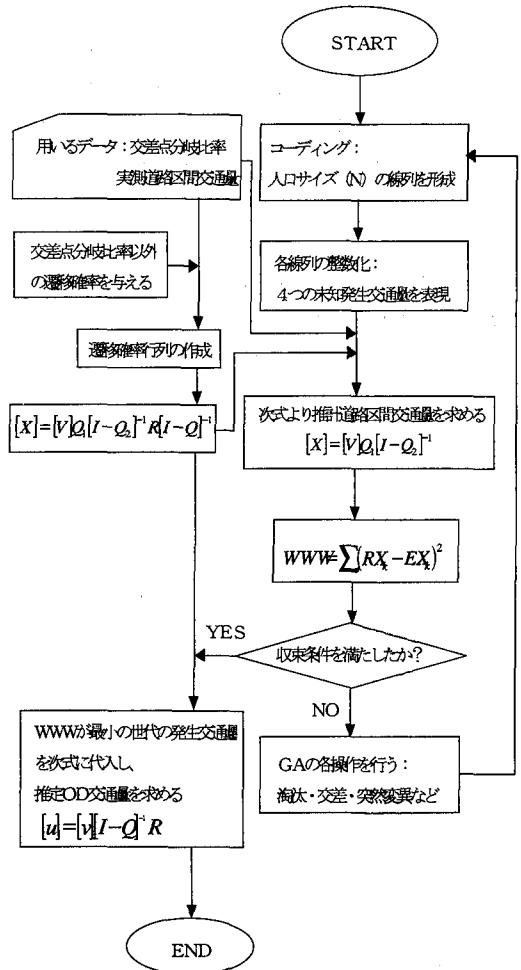 START
用いるデータ：交差点分岐比率
実測道路区間交通量
コーディング：
人口サイズ（N）の線列を形成
交差点分岐比率以外
の遷移確率を与える
各線列の整数化：
４つの未知発生交通量を表現
遷移確率行列の作成
[X]=[V]Q₁[I−Q₂]⁻¹R[I−Q]⁻¹
次式より推計道路区間交通量を求める
[X]=[V]Q₁[I−Q₂]⁻¹
WWW=∑(RXₖ−EXₖ)²
YES
収束条件を満たしたか？
NO
WWWが最小の世代の発生交通量
を次式に代入し、
推定OD交通量を求める
[u]=[v][I−Q]⁻¹R
GAの各操作を行う：
淘汰・交差・突然変異など
END